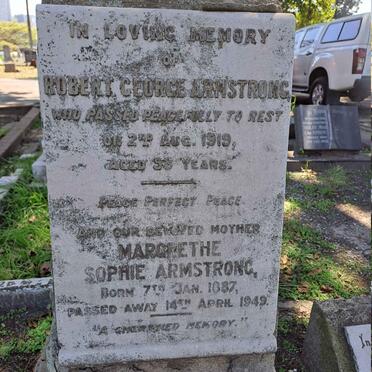 IN LOVING MEMORY
OF
ROBERT GEORGE ARMSTRONG
WHO PASSED PEACEFULLY TO REST
ON 2ND AUG. 1919,
AGED 53 YEARS.
PEACE PERFECT PEACE
AND OUR BELOVED MOTHER
MARGRETHE
SOPHIE ARMSTRONG,
BORN 7TH JAN. 1887,
PASSED AWAY 14TH APRIL 1949.
"A CHERISHED MEMORY."
In